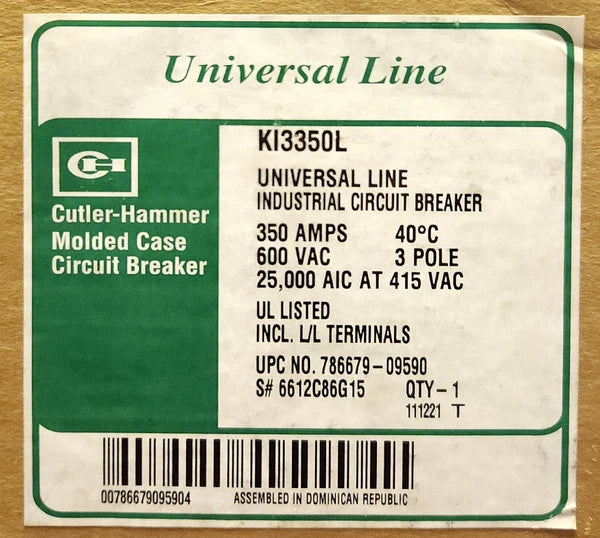 Universal Line
KI3350L
CH
Cutler-Hammer
Molded Case
Circuit Breaker
UNIVERSAL LINE
INDUSTRIAL CIRCUIT BREAKER
350 AMPS 40°C
600 VAC 3 POLE
25,000 AIC AT 415 VAC
UL LISTED
INCL. L/L TERMINALS
UPC NO. 786679-09590
S# 6612C86G15 QTY-1
111221 T
00786679095904 ASSEMBLED IN DOMINICAN REPUBLIC